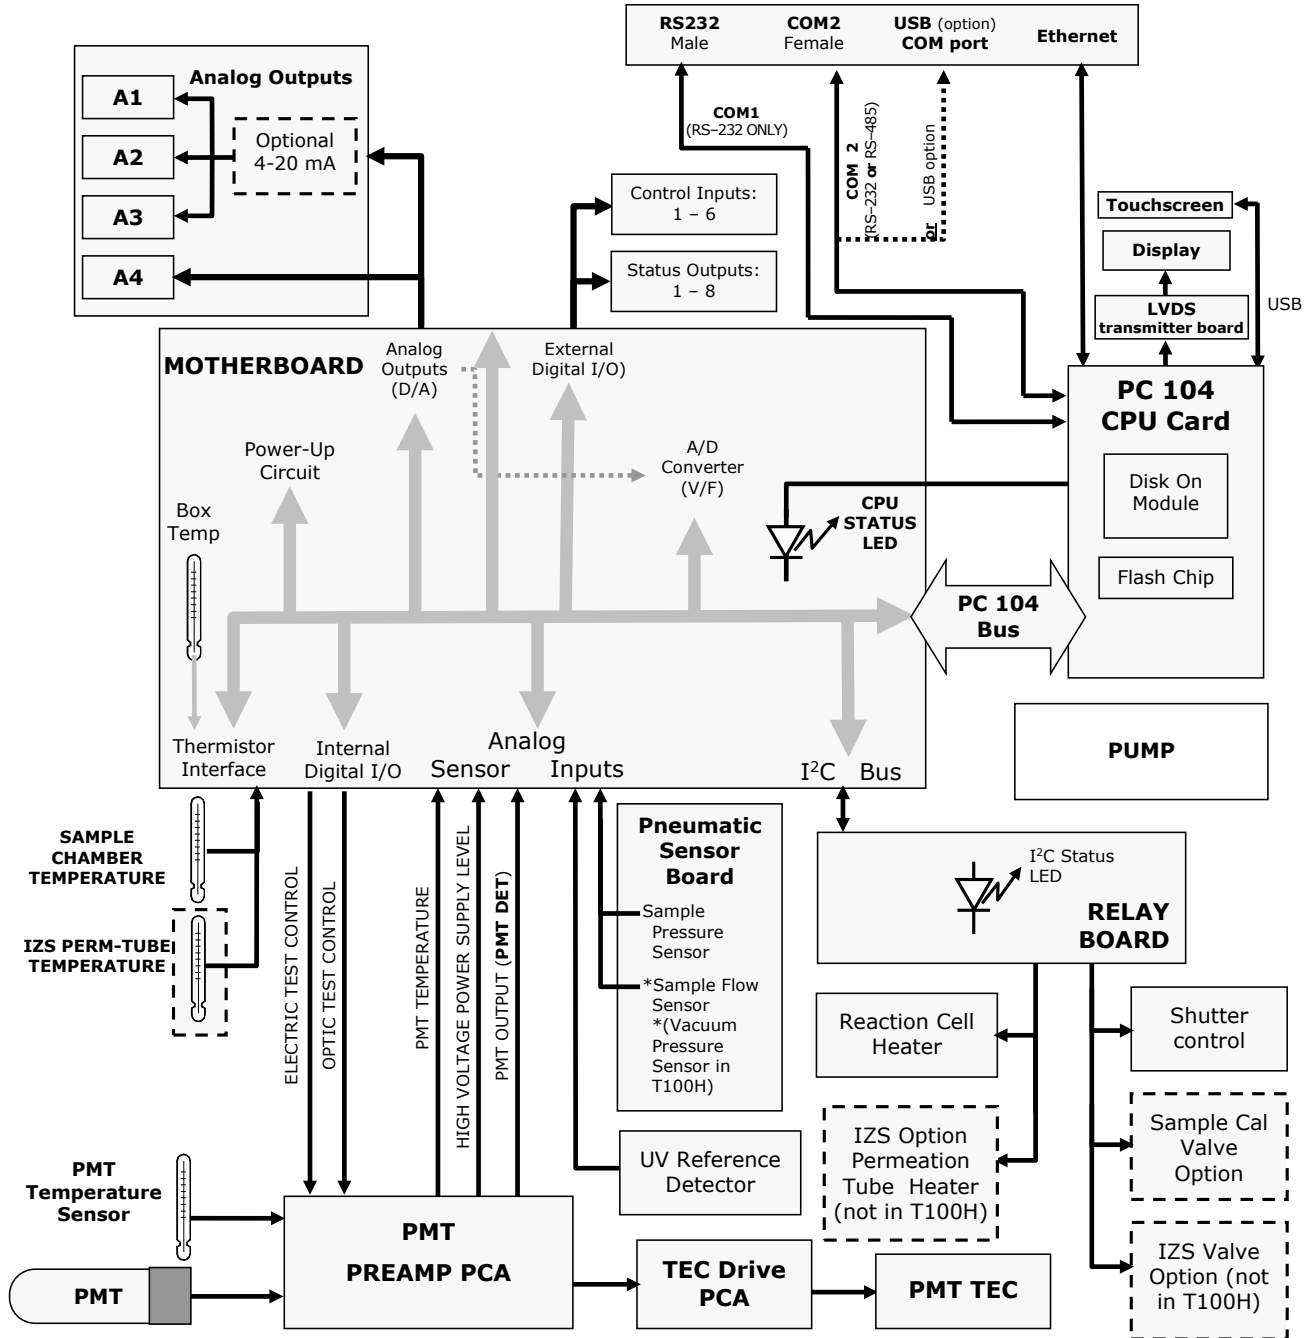 RS232
Male
COM2
Female
USB (option)
COM port
Ethernet
Analog Outputs
A1
A2
A3
A4
Optional
4-20 mA
COM1
(RS–232 ONLY)
COM 2
(RS–232 or RS–485)
or USB option
Control Inputs:
1 – 6
Status Outputs:
1 – 8
Touchscreen
Display
LVDS
transmitter board
USB
MOTHERBOARD
Analog
Outputs
(D/A)
External
Digital I/O)
Power-Up
Circuit
A/D
Converter
(V/F)
Box
Temp
CPU
STATUS
LED
PC 104
CPU Card
Disk On
Module
Flash Chip
PC 104
Bus
Thermistor
Interface
Internal
Digital I/O
Analog
Sensor Inputs
I²C Bus
PUMP
SAMPLE
CHAMBER
TEMPERATURE
IZS PERM-TUBE
TEMPERATURE
ELECTRIC TEST CONTROL
OPTIC TEST CONTROL
PMT TEMPERATURE
HIGH VOLTAGE POWER SUPPLY LEVEL
PMT OUTPUT (PMT DET)
Pneumatic
Sensor
Board
Sample
Pressure
Sensor
*Sample Flow
Sensor
*(Vacuum
Pressure
Sensor in
T100H)
I²C Status
LED
RELAY
BOARD
Reaction Cell
Heater
Shutter
control
IZS Option
Permeation
Tube Heater
(not in T100H)
Sample Cal
Valve
Option
IZS Valve
Option (not
in T100H)
UV Reference
Detector
PMT
Temperature
Sensor
PMT
PMT
PREAMP PCA
TEC Drive
PCA
PMT TEC